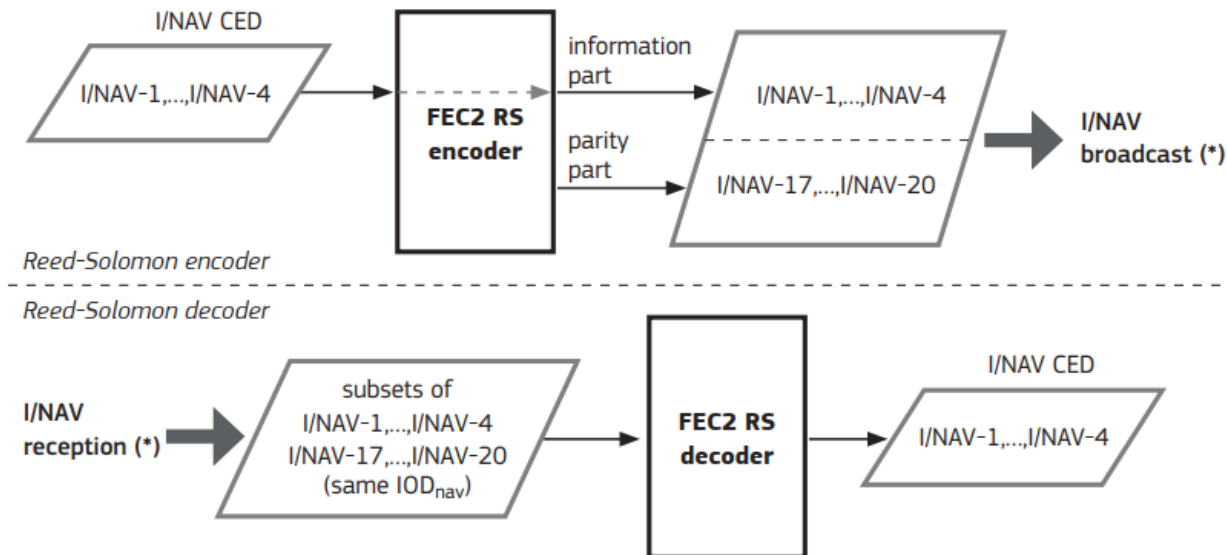 I/NAV CED
I/NAV-1,...,I/NAV-4
FEC2 RS
encoder
information
part
parity
part
I/NAV-1,...,I/NAV-4
I/NAV-17,...,I/NAV-20
I/NAV
broadcast (*)
Reed-Solomon encoder
Reed-Solomon decoder
I/NAV
reception (*)
subsets of
I/NAV-1,...,I/NAV-4
I/NAV-17,...,I/NAV-20
(same IODnav)
FEC2 RS
decoder
I/NAV CED
I/NAV-1,...,I/NAV-4